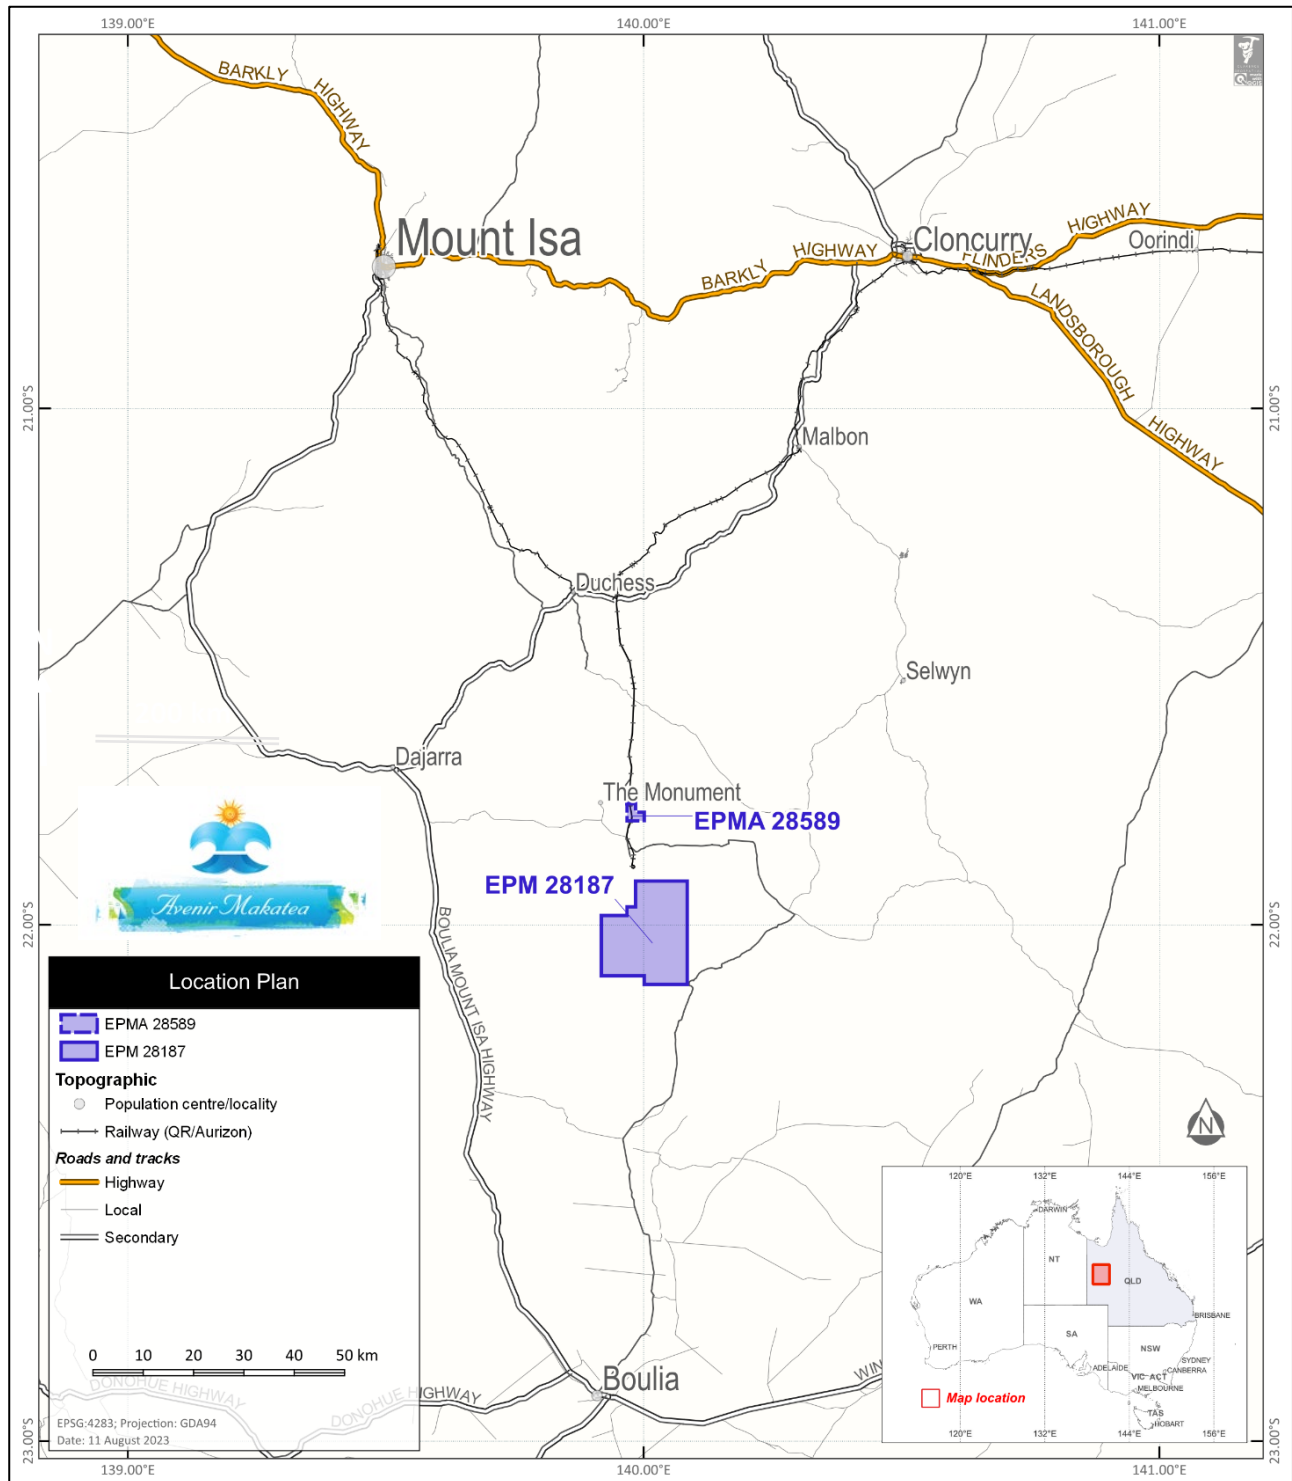 139.00°E
140.00°E
141.00°E
BARKLY
HIGHWAY
Mount Isa
HIGHWAY
BARKLY
Cloncurry
FLINDERS
HIGHWAY
Oorindi
LANDSBOROUGH
HIGHWAY
21.00°S
21.00°S
Malbon
Duchess
Selwyn
Dajarra
The Monument
EPMA 28589
EPM 28187
Avenir Makatea
22.00°S
22.00°S
BOULIA MOUNT ISA HIGHWAY
Location Plan
EPMA 28589
EPM 28187
Topographic
Population centre/locality
Railway (QR/Aurizon)
Roads and tracks
Highway
Local
Secondary
0 10 20 30 40 50 km
DONOHUE HIGHWAY
DONOHUE HIGHWAY
EPSG:4283; Projection: GDA94
Date: 11 August 2023
Boulia
WIN
N
120°E 132°E 144°E 156°E
DARWIN
NT
QLD
WA
BRISBANE
SA
NSW
PERTH
ADELAIDE
SYDNEY
CANBERRA
VIC ACT
MELBOURNE
TAS
HOBART
Map location
120°E 132°E 144°E 156°E
23.00°S
23.00°S
139.00°E
140.00°E
141.00°E